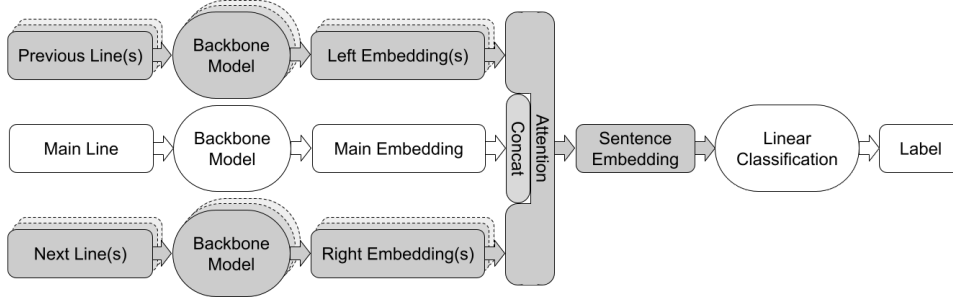 Previous Line(s)
Backbone
Model
Left Embedding(s)
Main Line
Backbone
Model
Main Embedding
Concat
Attention
Sentence
Embedding
Linear
Classification
Label
Next Line(s)
Backbone
Model
Right Embedding(s)